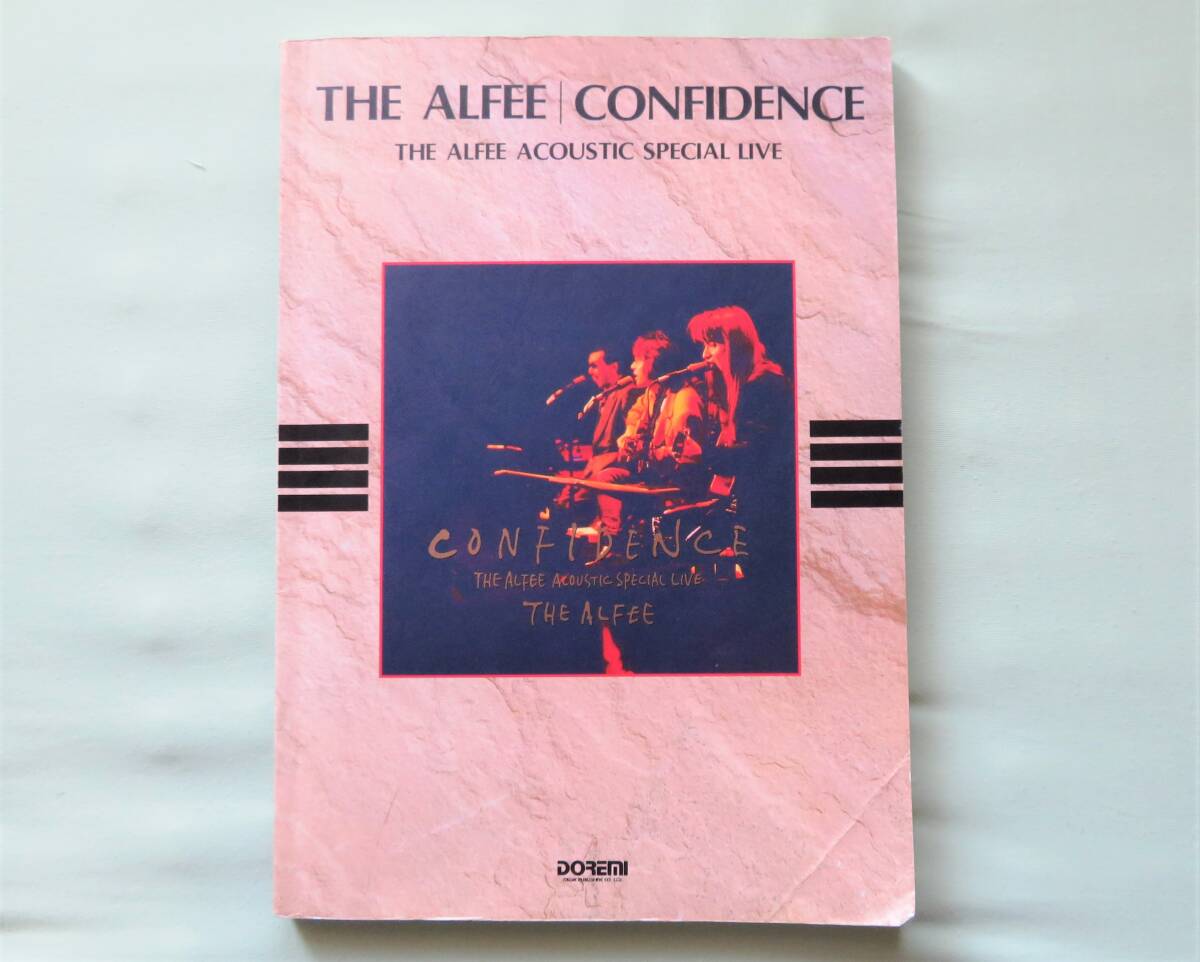 THE ALFEE | CONFIDENCE
THE ALFEE ACOUSTIC SPECIAL LIVE
CONFIDENCE
THE ALFEE ACOUSTIC SPECIAL LIVE
THE ALFEE
DOREMI